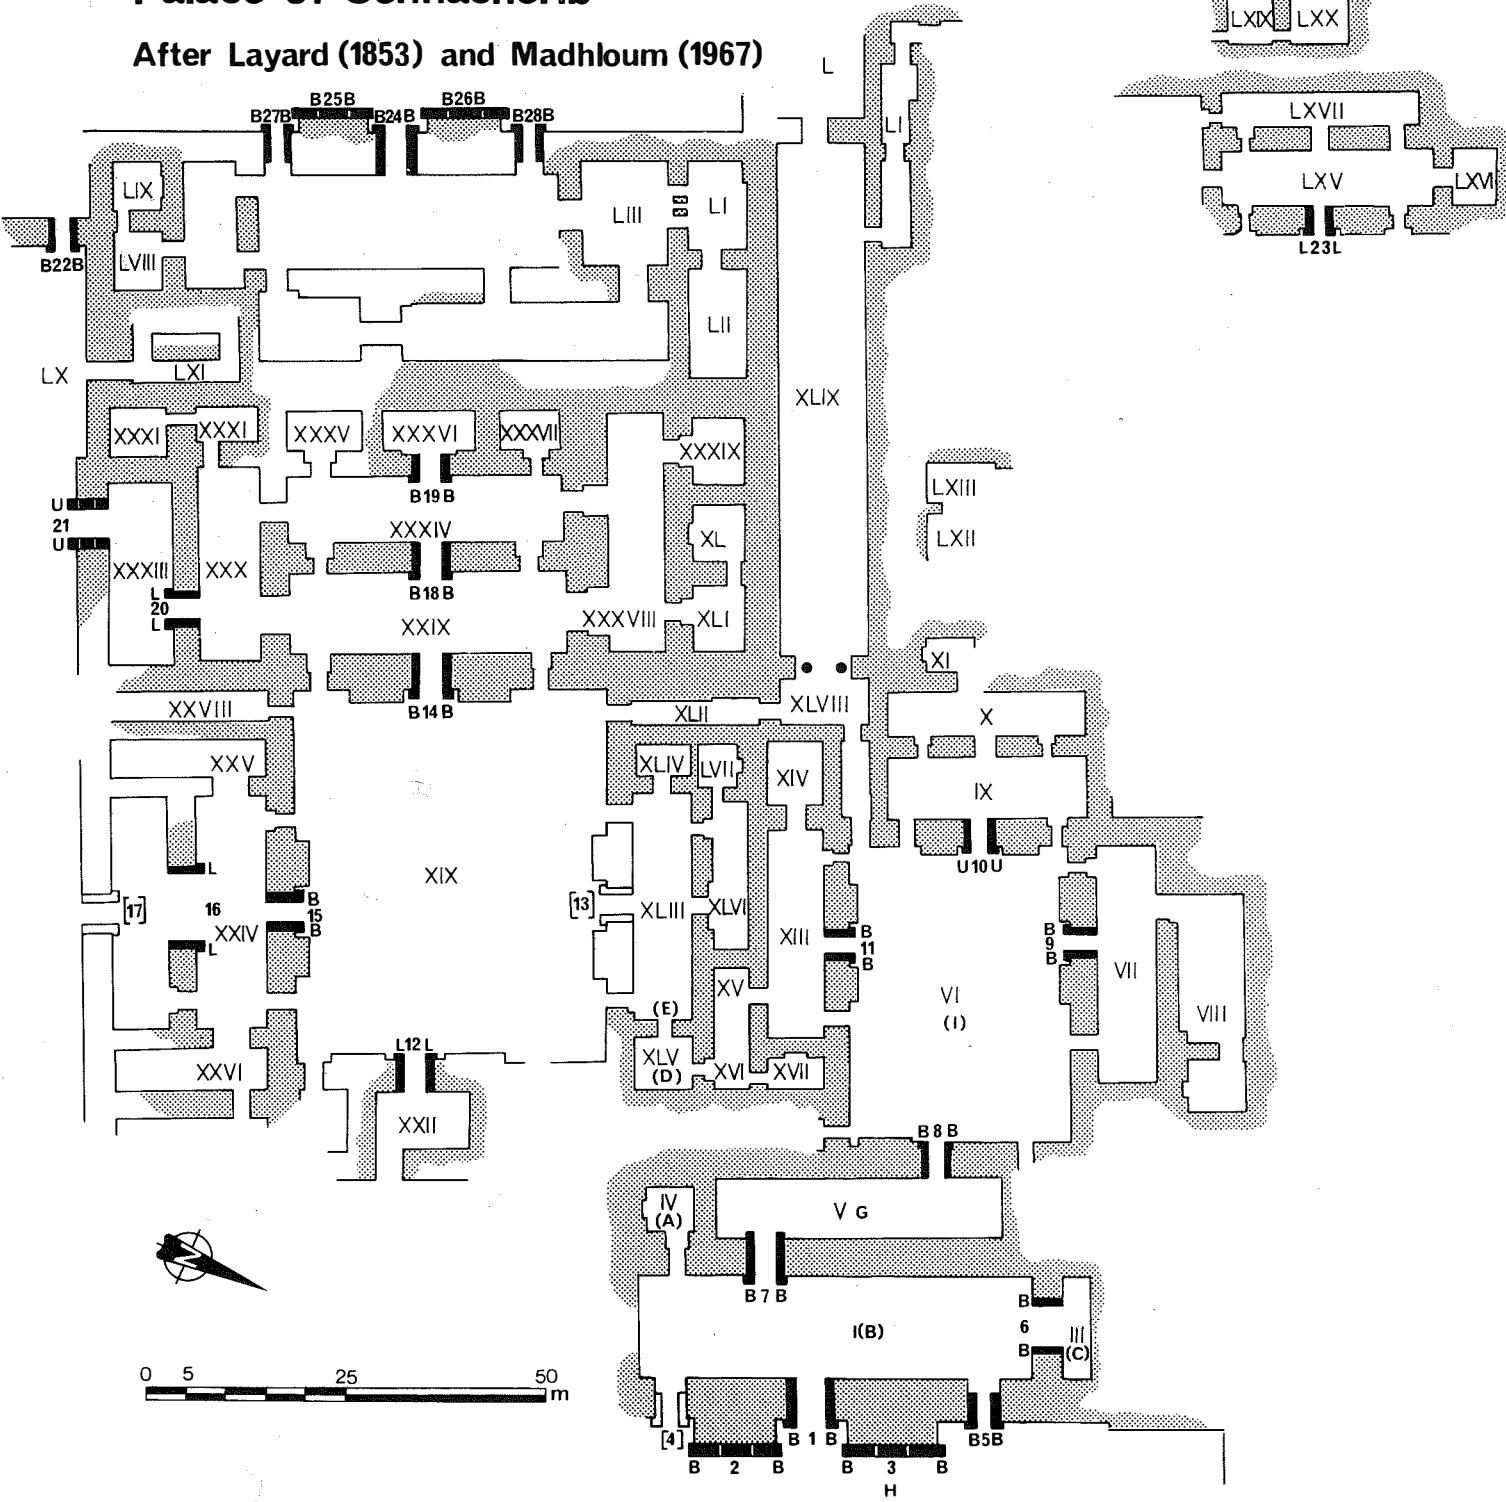 Palace of Sennacherib
After Layard (1853) and Madhloum (1967)
LXIX LXX
L
B25B B26B
B27B B24B B28B
LI
LXVII
LXV LXVI
L23L
LIX
LIII LI
LVIII
B22B
LII
LX LXI
XLIX
XXXI XXXI XXXV XXXVI XXXVII
XXXIX
LXIII
B19B
U
21
U
XXXIV
XL
LXII
XXXIII XXX
B18B
L
20
L
XXIX
XXXVIII XLI
XI
XXVIII
B14B
XLII XLVIII
X
XXV
XLIV LVII XIV
IX
L
XIX
U10U
[17]
16
XXIV
L
B
15
B
[13]
XLIII XLVI
XIII
B
11
B
B
9
B
VII
XV
VI
(I)
VIII
(E)
L12L
XXVI
XLV
(D)
XVI XVII
XXII
B8B
IV
(A)
V G
B7B
I(B)
B
6
B
III
(C)
0 5 25 50
m
[4]
B 1 B
B5B
B 2 B
B 3 B
H